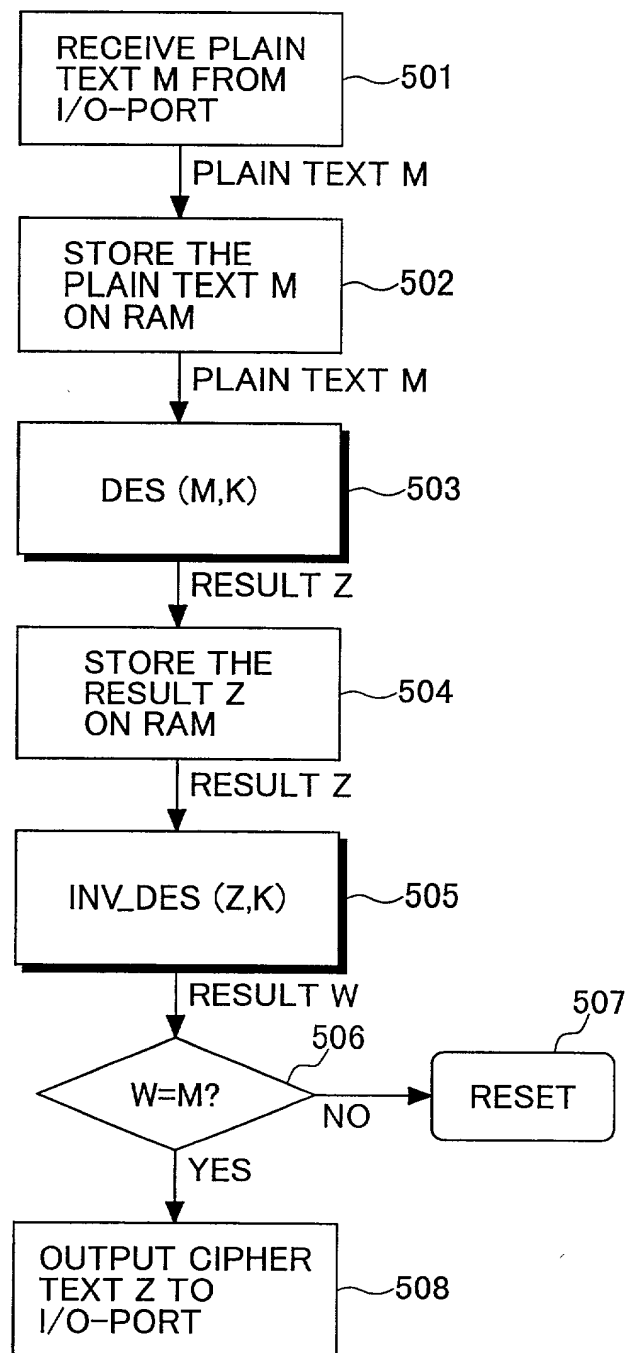 RECEIVE PLAIN
TEXT M FROM
I/O-PORT
501
PLAIN TEXT M
STORE THE
PLAIN TEXT M
ON RAM
502
PLAIN TEXT M
DES (M,K)
503
RESULT Z
STORE THE
RESULT Z
ON RAM
504
RESULT Z
INV_DES (Z,K)
505
RESULT W
506
507
W=M?
NO
RESET
YES
OUTPUT CIPHER
TEXT Z TO
I/O-PORT
508